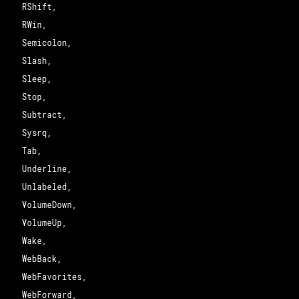 RShift,
RWin,
Semicolon,
Slash,
Sleep,
Stop,
Subtract,
Sysrq,
Tab,
Underline,
Unlabeled,
VolumeDown,
VolumeUp,
Wake,
WebBack,
WebFavorites,
WebForward,